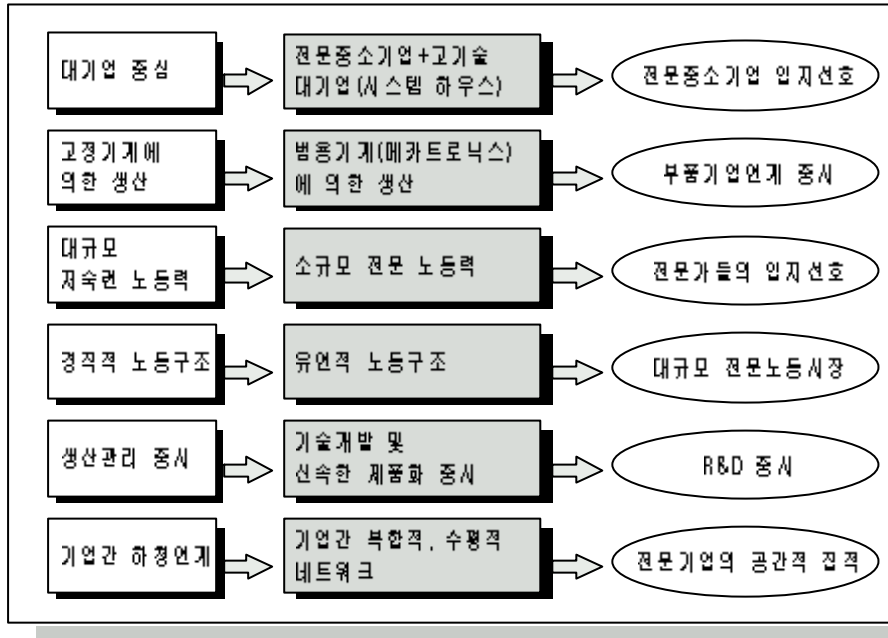 대기업 중심
전문중소기업+고기술
대기업(시스템 하우스)
전문중소기업 입지선호
고정기계에
의한 생산
범용기계(메카트로닉스)
에 의한 생산
부품기업연계 중시
대규모
저숙련 노동력
소규모 전문 노동력
전문가들의 입지선호
경직적 노동구조
유연적 노동구조
대규모 전문노동시장
생산관리 중시
기술개발 및
신속한 제품화 중시
R&D 중시
기업간 하청연계
기업간 복합적, 수평적
네트워크
전문기업의 공간적 집적